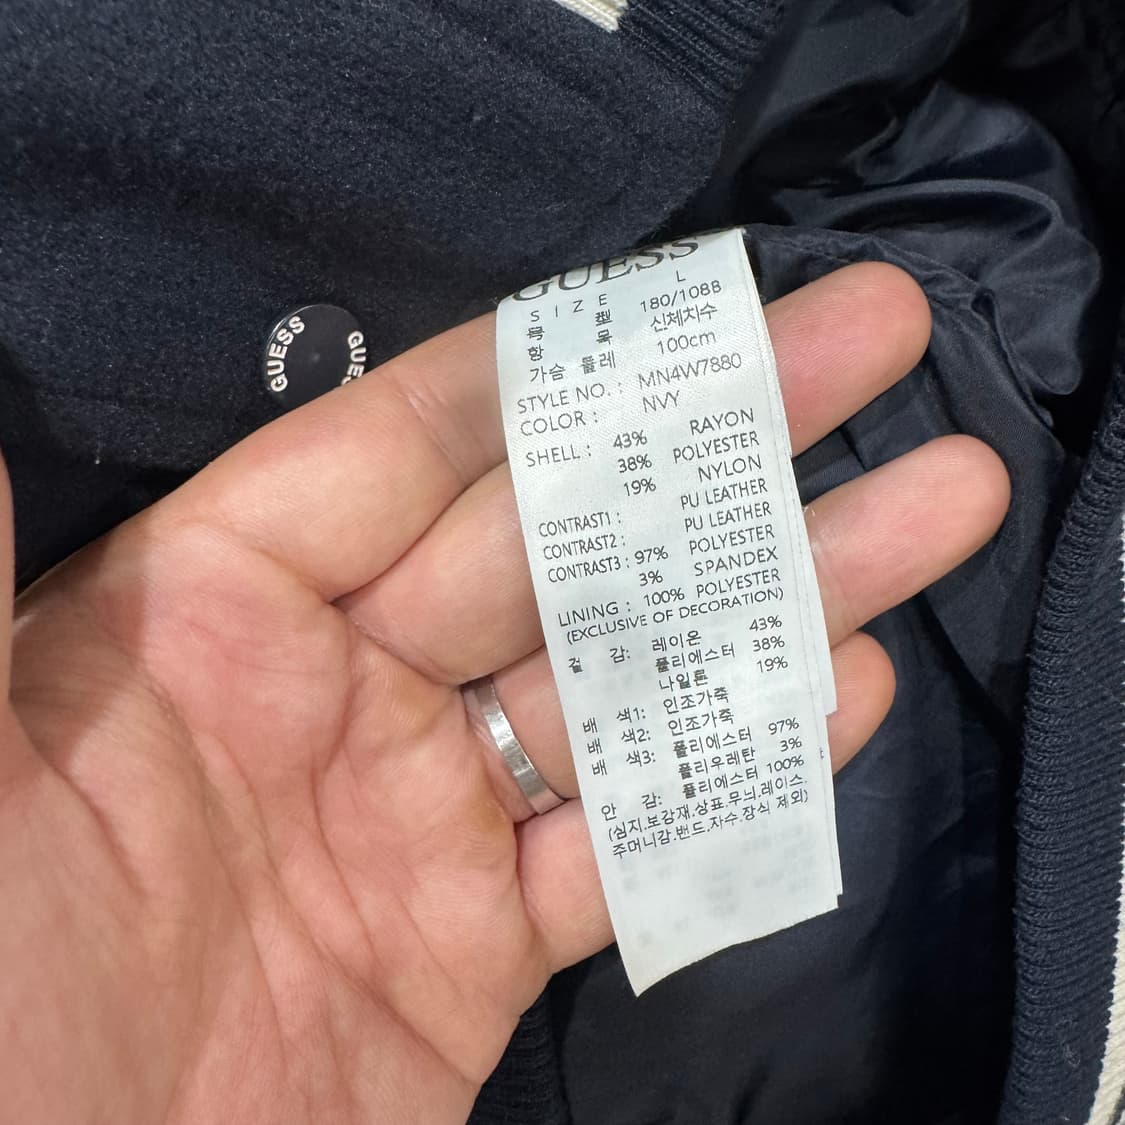 GUESS
GUESS
GUESS
SIZE L
호 칭 180/108B
항 목 신체치수
가슴 둘레 100cm
STYLE NO. : MN4W7880
COLOR : NVY
SHELL : 43% RAYON
38% POLYESTER
19% NYLON
CONTRAST1 : PU LEATHER
CONTRAST2 : PU LEATHER
CONTRAST3 : 97% POLYESTER
3% SPANDEX
LINING : 100% POLYESTER
(EXCLUSIVE OF DECORATION)
겉 감: 레이온 43%
폴리에스터 38%
나일론 19%
배 색1: 인조가죽
배 색2: 인조가죽
배 색3: 폴리에스터 97%
폴리우레탄 3%
안 감: 폴리에스터 100%
(심지.보강재.상표.무늬.레이스.
주머니감.밴드.자수.장식 제외)